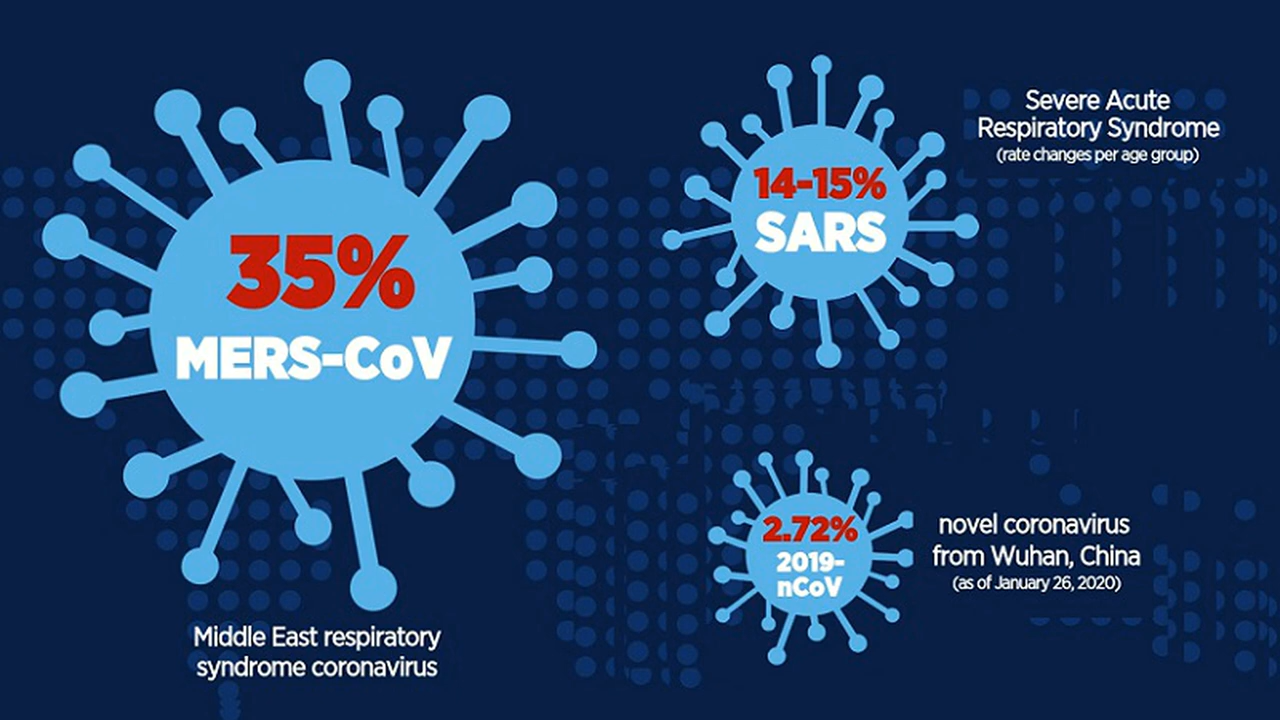 35%
MERS-CoV
Middle East respiratory
syndrome coronavirus
14-15%
SARS
Severe Acute
Respiratory Syndrome
(rate changes per age group)
2.72%
2019-
nCoV
novel coronavirus
from Wuhan, China
(as of January 26, 2020)